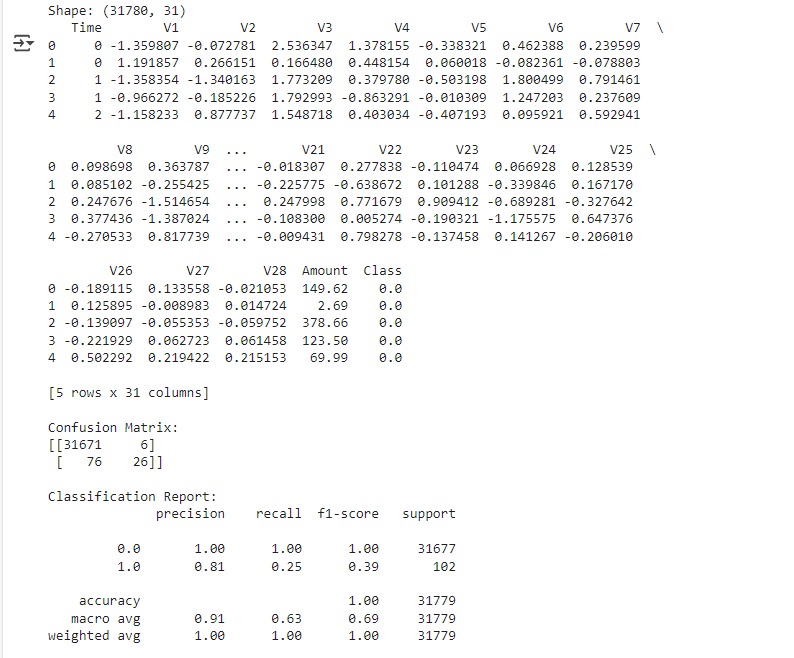 Shape: (31780, 31)
Time V1 V2 V3 V4 V5 V6 V7 \
0 0 -1.359807 -0.072781 2.536347 1.378155 -0.338321 0.462388 0.239599
1 0 1.191857 0.266151 0.166480 0.448154 0.060018 -0.082361 -0.078803
2 1 -1.358354 -1.340163 1.773209 0.379780 -0.503198 1.800499 0.791461
3 1 -0.966272 -0.185226 1.792993 -0.863291 -0.010309 1.247203 0.237609
4 2 -1.158233 0.877737 1.548718 0.403034 -0.407193 0.095921 0.592941
V8 V9 ... V21 V22 V23 V24 V25 \
0 0.098698 0.363787 ... -0.018307 0.277838 -0.110474 0.066928 0.128539
1 0.085102 -0.255425 ... -0.225775 -0.638672 0.101288 -0.339846 0.167170
2 0.247676 -1.514654 ... 0.247998 0.771679 0.909412 -0.689281 -0.327642
3 0.377436 -1.387024 ... -0.108300 0.005274 -0.190321 -1.175575 0.647376
4 -0.270533 0.817739 ... -0.009431 0.798278 -0.137458 0.141267 -0.206010
V26 V27 V28 Amount Class
0 -0.189115 0.133558 -0.021053 149.62 0.0
1 0.125895 -0.008983 0.014724 2.69 0.0
2 -0.139097 -0.055353 -0.059752 378.66 0.0
3 -0.221929 0.062723 0.061458 123.50 0.0
4 0.502292 0.219422 0.215153 69.99 0.0
[5 rows x 31 columns]
Confusion Matrix:
[[31671 6]
[ 76 26]]
Classification Report:
precision recall f1-score support
0.0 1.00 1.00 1.00 31677
1.0 0.81 0.25 0.39 102
accuracy 1.00 31779
macro avg 0.91 0.63 0.69 31779
weighted avg 1.00 1.00 1.00 31779